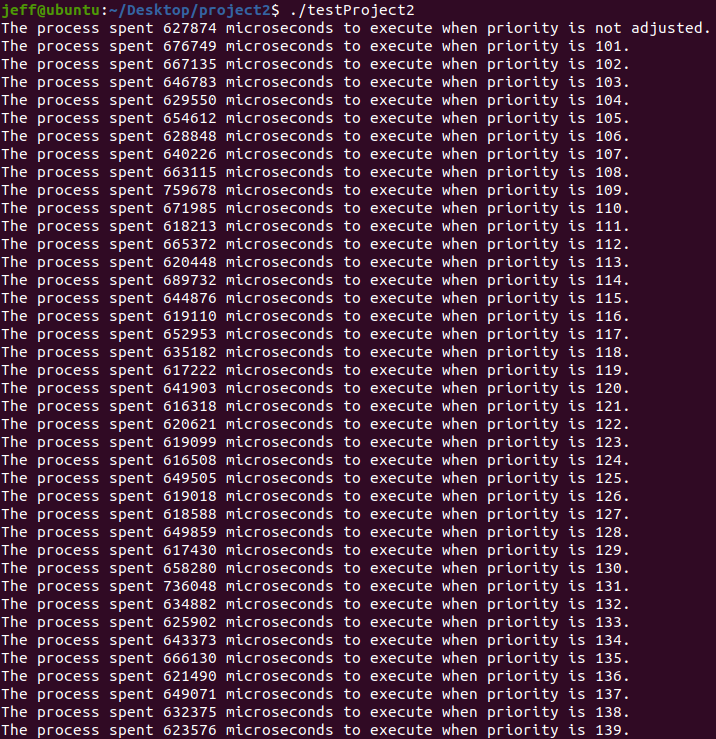 jeff@ubuntu:~/Desktop/project2$ ./testProject2
The process spent 627874 microseconds to execute when priority is not adjusted.
The process spent 676749 microseconds to execute when priority is 101.
The process spent 667135 microseconds to execute when priority is 102.
The process spent 646783 microseconds to execute when priority is 103.
The process spent 629550 microseconds to execute when priority is 104.
The process spent 654612 microseconds to execute when priority is 105.
The process spent 628848 microseconds to execute when priority is 106.
The process spent 640226 microseconds to execute when priority is 107.
The process spent 663115 microseconds to execute when priority is 108.
The process spent 759678 microseconds to execute when priority is 109.
The process spent 671985 microseconds to execute when priority is 110.
The process spent 618213 microseconds to execute when priority is 111.
The process spent 665372 microseconds to execute when priority is 112.
The process spent 620448 microseconds to execute when priority is 113.
The process spent 689732 microseconds to execute when priority is 114.
The process spent 644876 microseconds to execute when priority is 115.
The process spent 619110 microseconds to execute when priority is 116.
The process spent 652953 microseconds to execute when priority is 117.
The process spent 635182 microseconds to execute when priority is 118.
The process spent 617222 microseconds to execute when priority is 119.
The process spent 641903 microseconds to execute when priority is 120.
The process spent 616318 microseconds to execute when priority is 121.
The process spent 620621 microseconds to execute when priority is 122.
The process spent 619099 microseconds to execute when priority is 123.
The process spent 616508 microseconds to execute when priority is 124.
The process spent 649505 microseconds to execute when priority is 125.
The process spent 619018 microseconds to execute when priority is 126.
The process spent 618588 microseconds to execute when priority is 127.
The process spent 649859 microseconds to execute when priority is 128.
The process spent 617430 microseconds to execute when priority is 129.
The process spent 658280 microseconds to execute when priority is 130.
The process spent 736048 microseconds to execute when priority is 131.
The process spent 634882 microseconds to execute when priority is 132.
The process spent 625902 microseconds to execute when priority is 133.
The process spent 643373 microseconds to execute when priority is 134.
The process spent 666130 microseconds to execute when priority is 135.
The process spent 621490 microseconds to execute when priority is 136.
The process spent 649071 microseconds to execute when priority is 137.
The process spent 632375 microseconds to execute when priority is 138.
The process spent 623576 microseconds to execute when priority is 139.